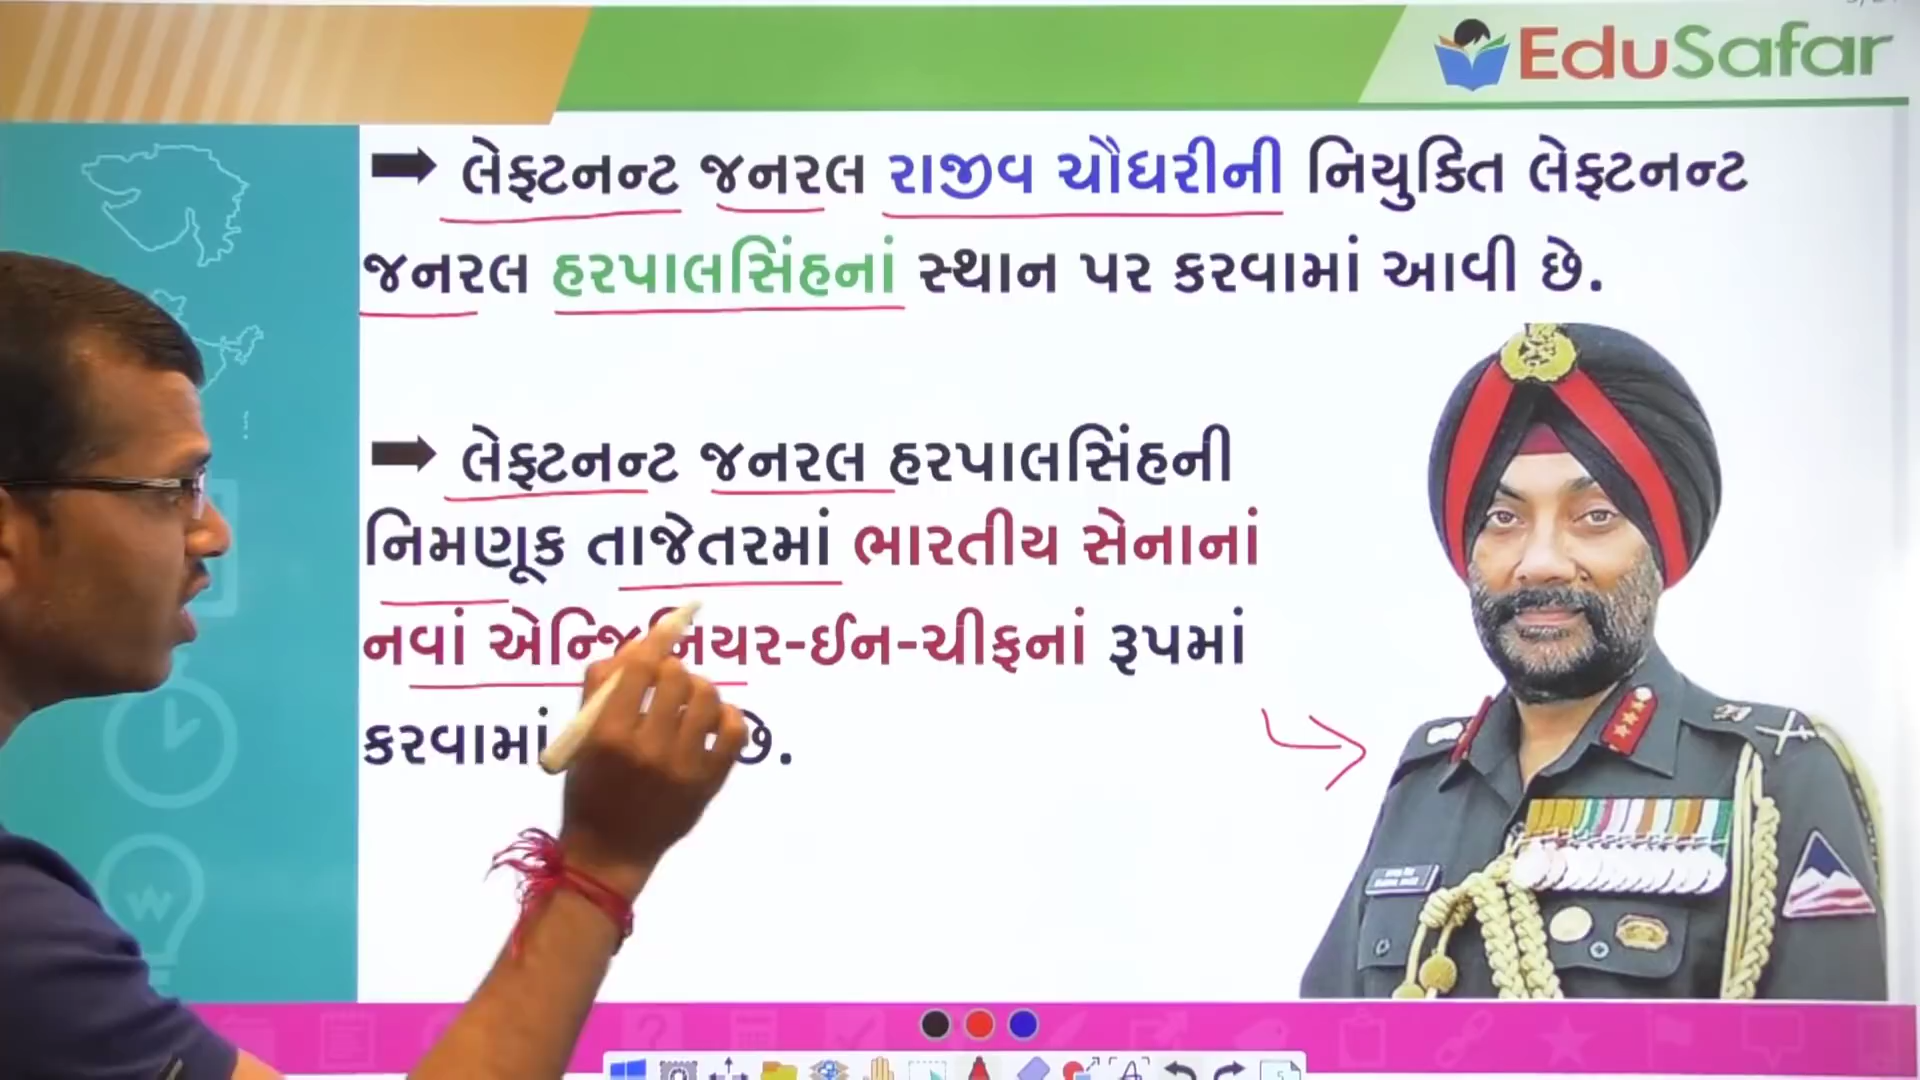 EduSafar
લેફ્ટનન્ટ જનરલ રાજીવ ચૌધરીની નિયુક્તિ લેફ્ટનન્ટ
જનરલ હરપાલસિંહનાં સ્થાન પર કરવામાં આવી છે.
લેફ્ટનન્ટ જનરલ હરપાલસિંહની
નિમણૂક તાજેતરમાં ભારતીય સેનાનાં
નવાં એન્જિનિયર-ઈન-ચીફનાં રૂપમાં
કરવામાં છે.